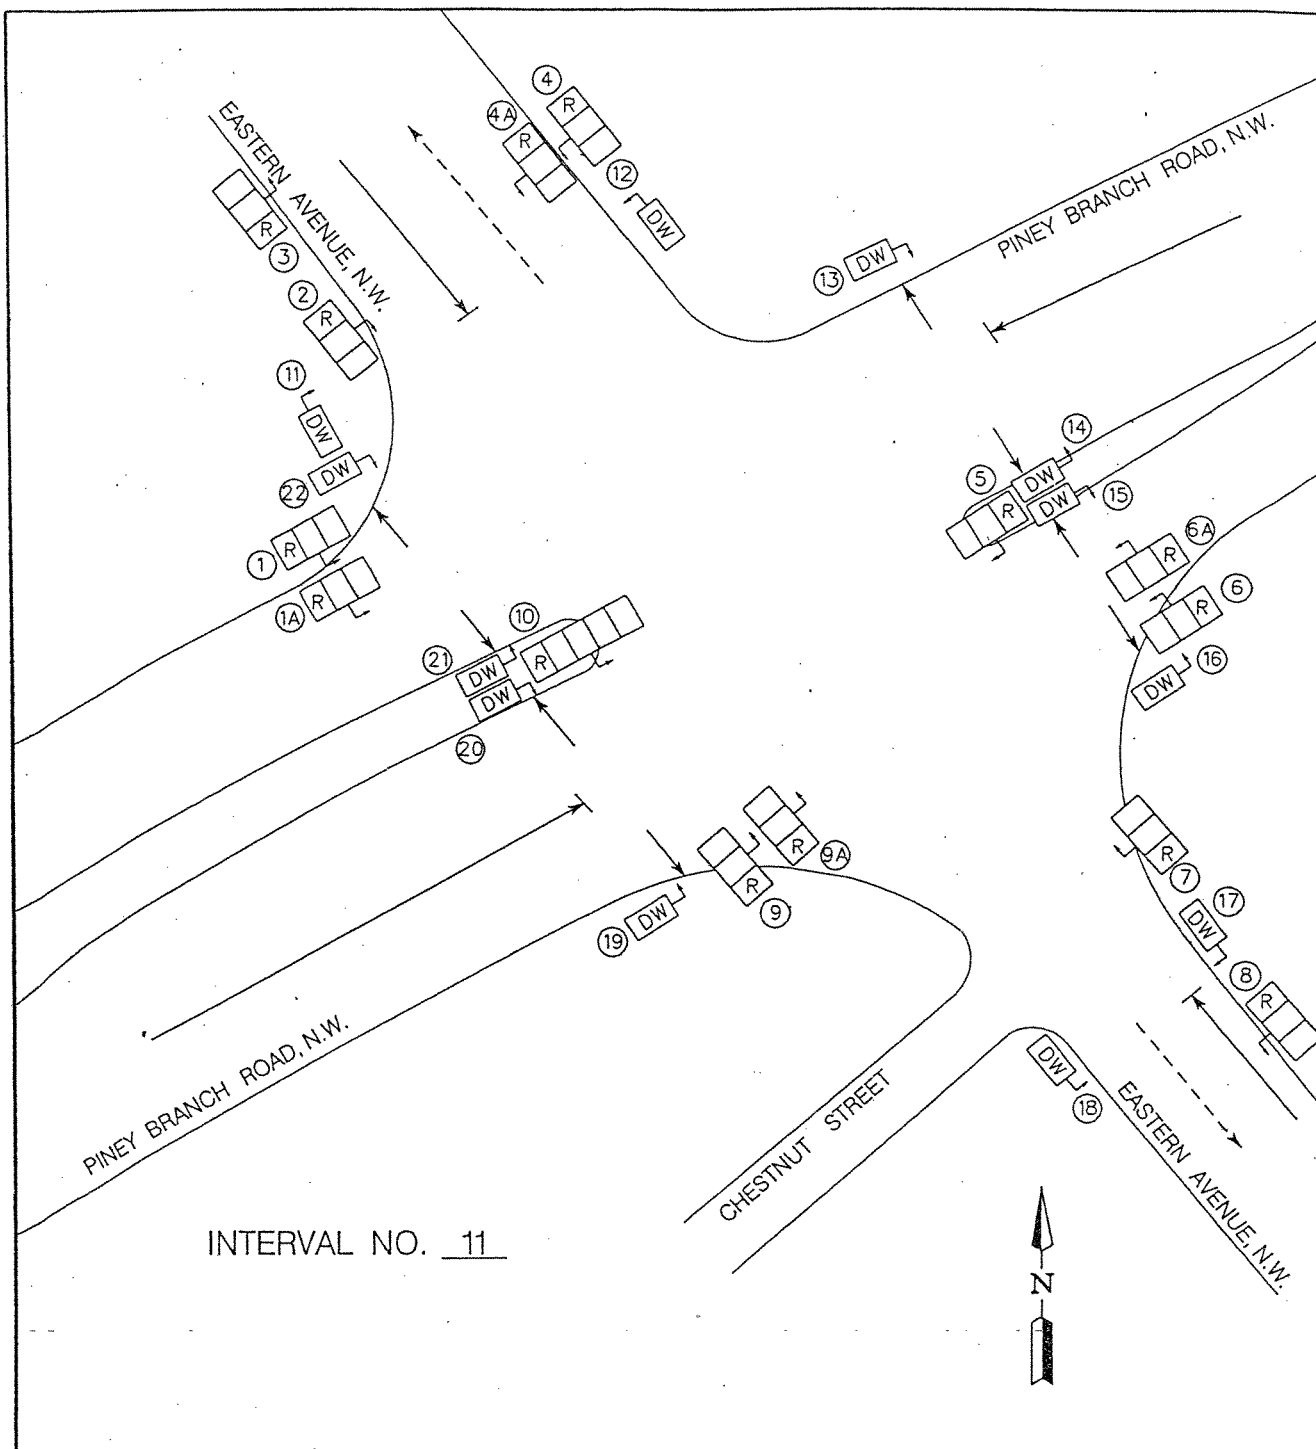 4
4A
R
R
12
DW
EASTERN AVENUE, N.W.
R
3
2
R
PINEY BRANCH ROAD, N.W.
DW
13
11
DW
DW
22
R
1
R
1A
14
DW
5
R
DW
15
6A
R
R
6
16
DW
10
R
21
DW
DW
20
R
9A
R
9
DW
19
R
7
17
DW
8
R
PINEY BRANCH ROAD, N.W.
DW
18
CHESTNUT STREET
EASTERN AVENUE, N.W.
INTERVAL NO. 11
N